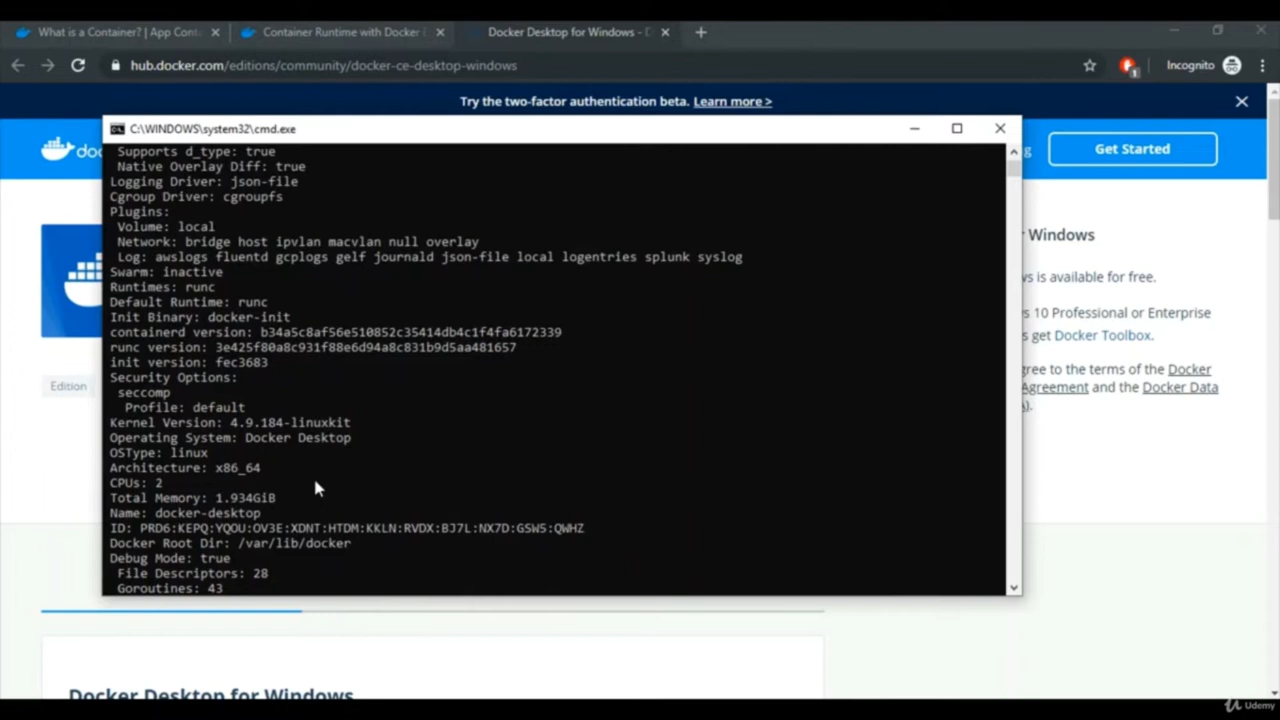 What is a Container? | App Cont
Container Runtime with Docker
Docker Desktop for Windows - D
hub.docker.com/editions/community/docker-ce-desktop-windows
1
Incognito
Try the two-factor authentication beta. Learn more >
C:\WINDOWS\system32\cmd.exe
doc
g
Get Started
Supports d_type: true
Native Overlay Diff: true
Logging Driver: json-file
Cgroup Driver: cgroupfs
Plugins:
Volume: local
Network: bridge host ipvlan macvlan null overlay
Log: awslogs fluentd gcplogs gelf journald json-file local logentries splunk syslog
Swarm: inactive
Runtimes: runc
Default Runtime: runc
Init Binary: docker-init
containerd version: b34a5c8af56e510852c35414db4c1f4fa6172339
runc version: 3e425f80a8c931f88e6d94a8c831b9d5aa481657
init version: fec3683
Security Options:
seccomp
Profile: default
Kernel Version: 4.9.184-linuxkit
Operating System: Docker Desktop
OSType: linux
Architecture: x86_64
CPUs: 2
Total Memory: 1.934GiB
Name: docker-desktop
ID: PRD6:KEPQ:YQOU:OV3E:XDNT:HTDM:KKLN:RVDX:BJ7L:NX7D:GSW5:QWHZ
Docker Root Dir: /var/lib/docker
Debug Mode: true
File Descriptors: 28
Goroutines: 43
r Windows
ws is available for free.
s 10 Professional or Enterprise
s get Docker Toolbox.
gree to the terms of the Docker
Agreement and the Docker Data
).
Edition
Docker Desktop for Windows
Udemy